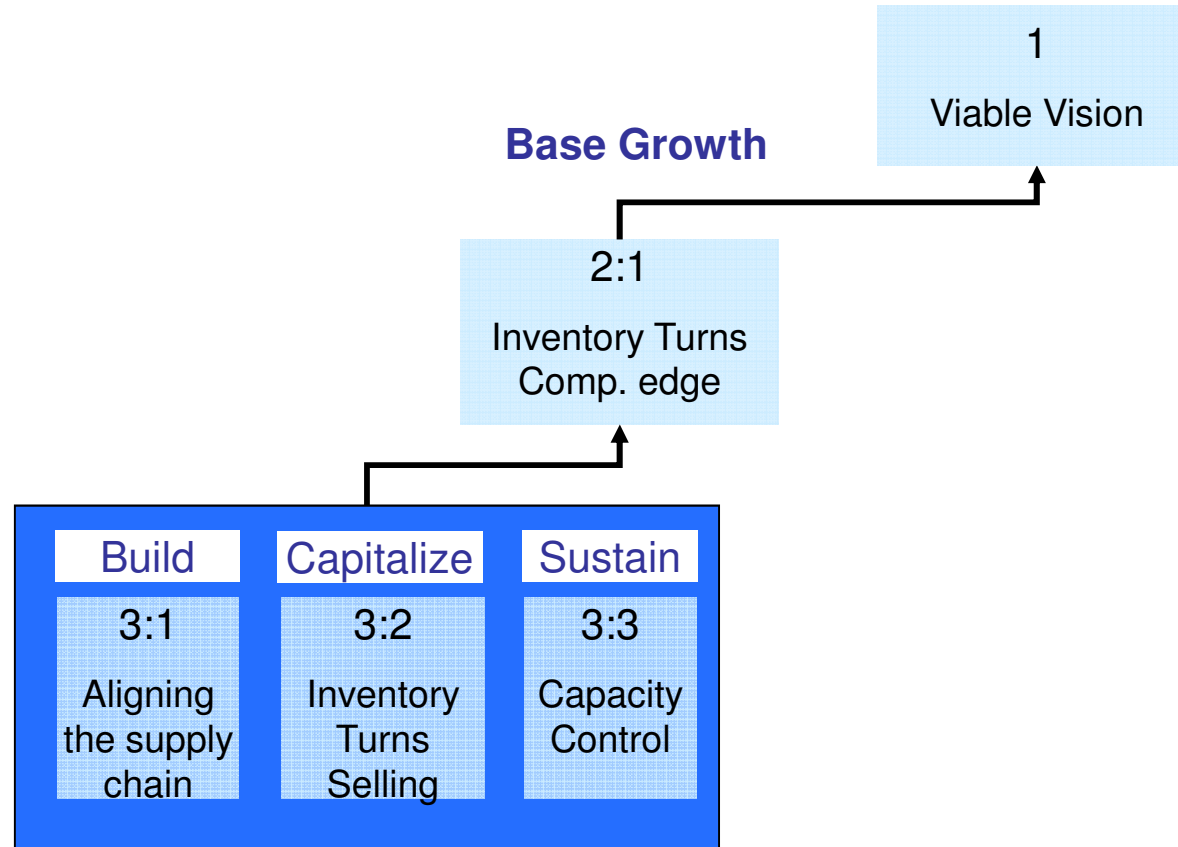 1
Viable Vision
Base Growth
2:1
Inventory Turns
Comp. edge
Build
3:1
Aligning
the supply
chain
Capitalize
3:2
Inventory
Turns
Selling
Sustain
3:3
Capacity
Control